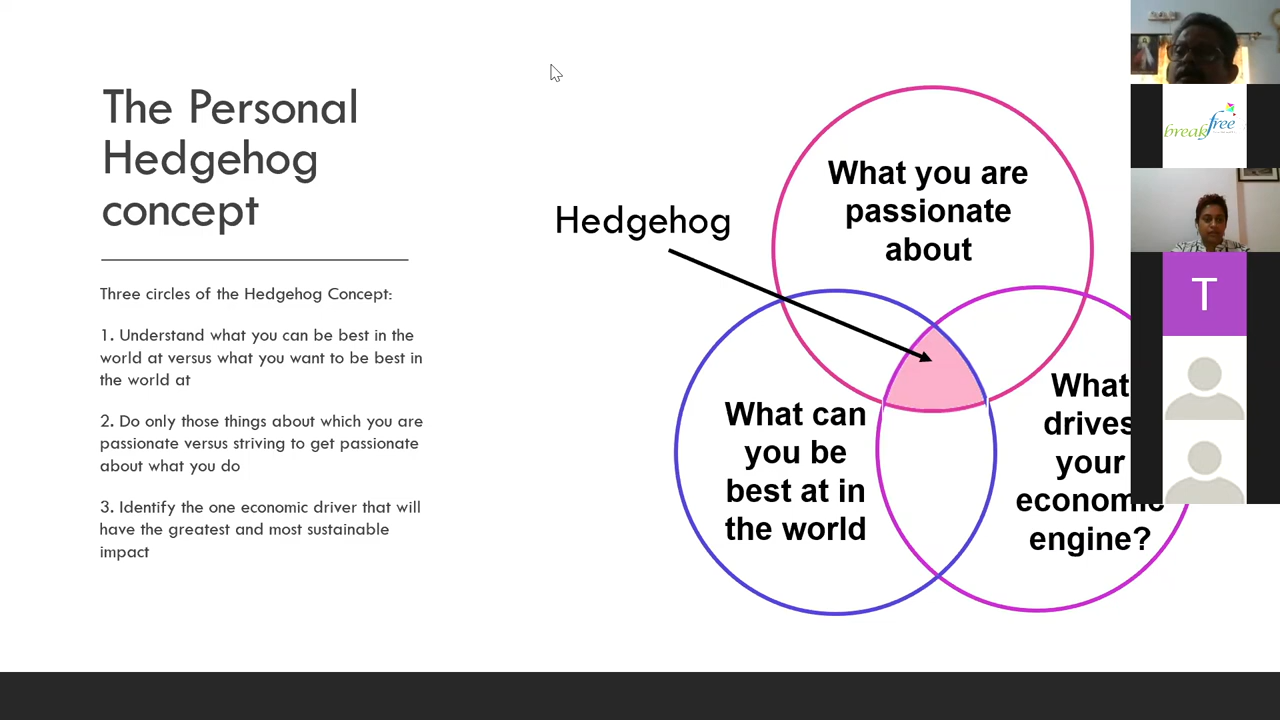 The Personal
Hedgehog
concept
Three circles of the Hedgehog Concept:
1. Understand what you can be best in the
world at versus what you want to be best in
the world at
2. Do only those things about which you are
passionate versus striving to get passionate
about what you do
3. Identify the one economic driver that will
have the greatest and most sustainable
impact
Hedgehog
What you are
passionate
about
What can
you be
best at in
the world
What
drives
your
economic
engine?
breakfree
T